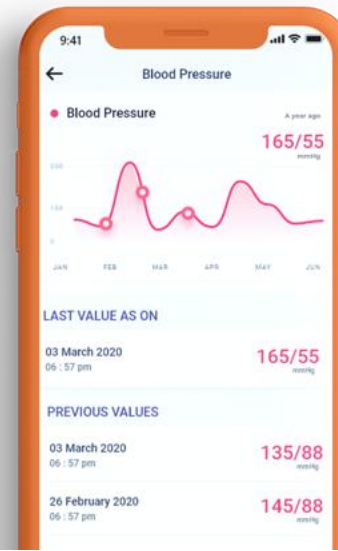 9:41
Blood Pressure
Blood Pressure
A year ago
165/55
mmHg
JAN FEB MAR APR MAY JUN
LAST VALUE AS ON
03 March 2020
06 : 57 pm
165/55
mmHg
PREVIOUS VALUES
03 March 2020
06 : 57 pm
135/88
mmHg
26 February 2020
06 : 57 pm
145/88
mmHg